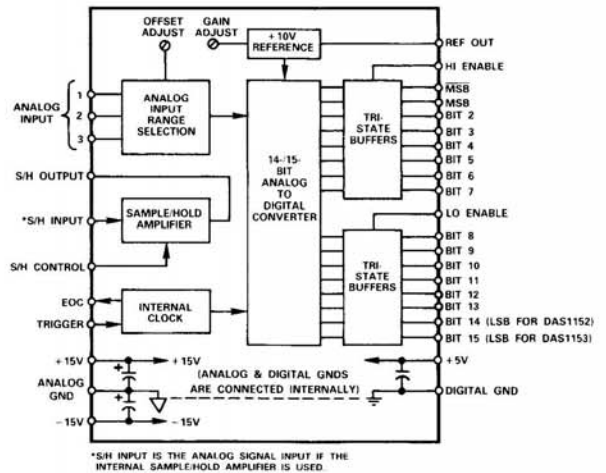 OFFSET ADJUST
GAIN ADJUST
+10V REFERENCE
REF OUT
HI ENABLE
ANALOG INPUT
1
2
3
ANALOG INPUT RANGE SELECTION
14-/15-BIT ANALOG TO DIGITAL CONVERTER
TRI-STATE BUFFERS
MSB
MSB
BIT 2
BIT 3
BIT 4
BIT 5
BIT 6
BIT 7
S/H OUTPUT
*S/H INPUT
SAMPLE/HOLD AMPLIFIER
S/H CONTROL
LO ENABLE
TRI-STATE BUFFERS
BIT 8
BIT 9
BIT 10
BIT 11
BIT 12
BIT 13
BIT 14 (LSB FOR DAS1152)
BIT 15 (LSB FOR DAS1153)
EOC
TRIGGER
INTERNAL CLOCK
+15V
+
+15V
ANALOG GND
+
-15V
-15V
(ANALOG & DIGITAL GNDS
ARE CONNECTED INTERNALLY)
+5V
DIGITAL GND
*S/H INPUT IS THE ANALOG SIGNAL INPUT IF THE
INTERNAL SAMPLE/HOLD AMPLIFIER IS USED.